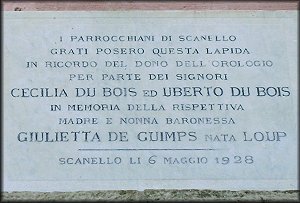 I PARROCCHIANI DI SCANELLO
GRATI POSERO QUESTA LAPIDA
IN RICORDO DEL DONO DELL'OROLOGIO
PER PARTE DEI SIGNORI
CECILIA DU BOIS ED UBERTO DU BOIS
IN MEMORIA DELLA RISPETTIVA
MADRE E NONNA BARONESSA
GIULIETTA DE GUIMPS NATA LOUP
SCANELLO LI 6 MAGGIO 1928